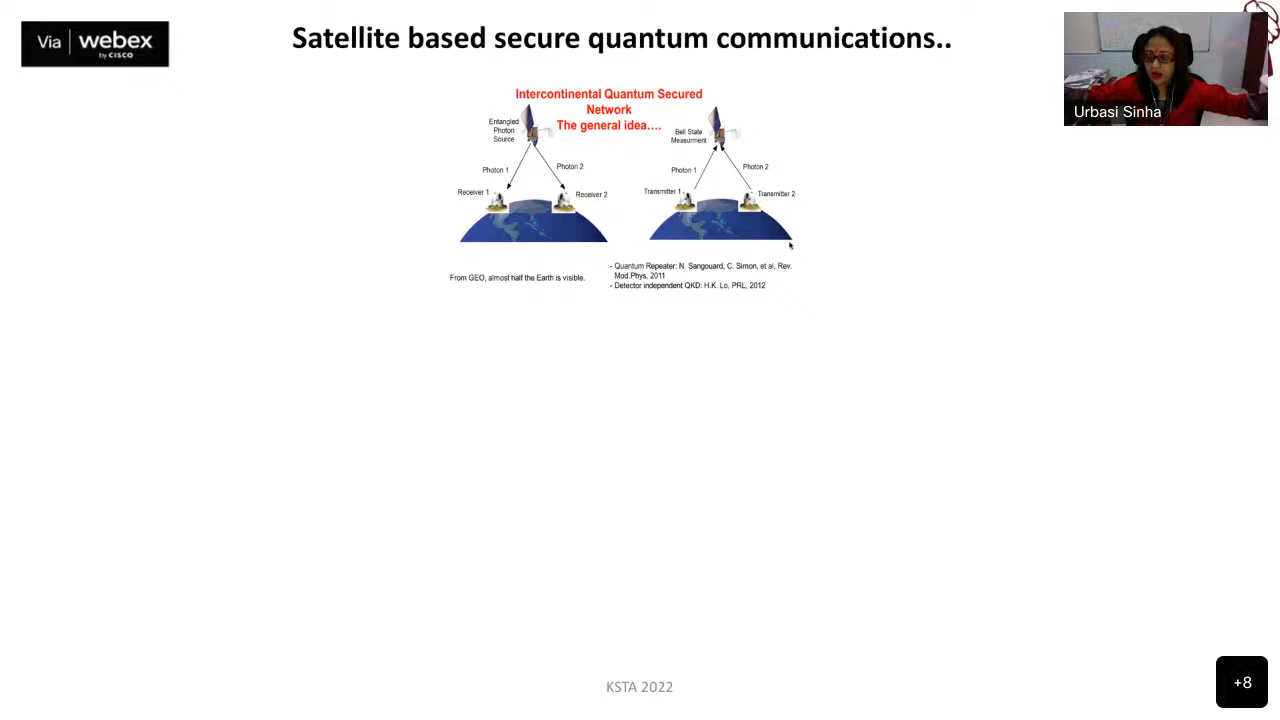 Via | webex
by CISCO
Satellite based secure quantum communications..
Urbasi Sinha
Intercontinental Quantum Secured
Network
The general idea....
Entangled
Photon
Source
Photon 1
Photon 2
Receiver 1
Receiver 2
Bell State
Measurment
Photon 1
Photon 2
Transmitter 1
Transmitter 2
From GEO, almost half the Earth is visible.
- Quantum Repeater: N. Sangouard, C. Simon, et al, Rev.
Mod.Phys, 2011
- Detector independent QKD: H.K. Lo, PRL, 2012
KSTA 2022
+8